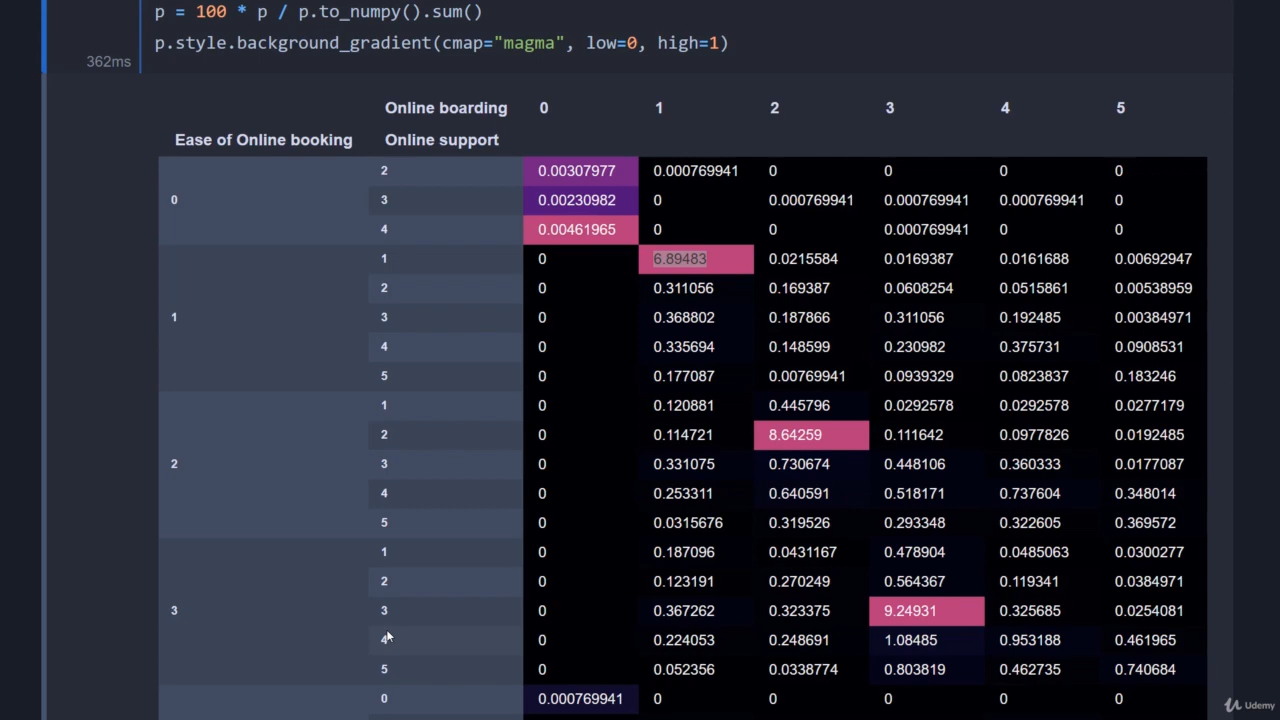 p = 100 * p / p.to_numpy().sum()
p.style.background_gradient(cmap="magma", low=0, high=1)
362ms
Online boarding 0 1 2 3 4 5
Ease of Online booking Online support
2 0.00307977 0.000769941 0 0 0 0
0 3 0.00230982 0 0.000769941 0.000769941 0.000769941 0
4 0.00461965 0 0 0.000769941 0 0
1 0 6.89483 0.0215584 0.0169387 0.0161688 0.00692947
2 0 0.311056 0.169387 0.0608254 0.0515861 0.00538959
1 3 0 0.368802 0.187866 0.311056 0.192485 0.00384971
4 0 0.335694 0.148599 0.230982 0.375731 0.0908531
5 0 0.177087 0.00769941 0.0939329 0.0823837 0.183246
1 0 0.120881 0.445796 0.0292578 0.0292578 0.0277179
2 0 0.114721 8.64259 0.111642 0.0977826 0.0192485
2 3 0 0.331075 0.730674 0.448106 0.360333 0.0177087
4 0 0.253311 0.640591 0.518171 0.737604 0.348014
5 0 0.0315676 0.319526 0.293348 0.322605 0.369572
1 0 0.187096 0.0431167 0.478904 0.0485063 0.0300277
2 0 0.123191 0.270249 0.564367 0.119341 0.0384971
3 3 0 0.367262 0.323375 9.24931 0.325685 0.0254081
4 0 0.224053 0.248691 1.08485 0.953188 0.461965
5 0 0.052356 0.0338774 0.803819 0.462735 0.740684
0 0.000769941 0 0 0 0 0
Udemy